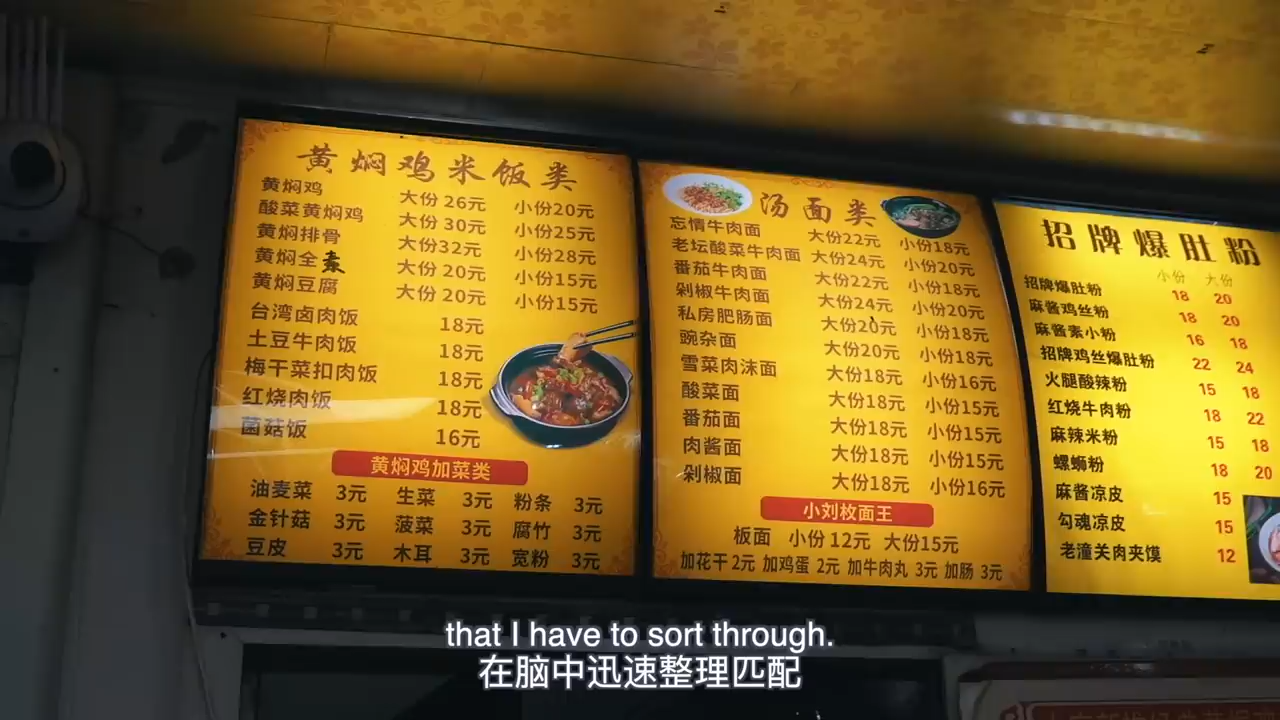 黄焖鸡米饭类
黄焖鸡 大份26元 小份20元
酸菜黄焖鸡 大份30元 小份25元
黄焖排骨 大份32元 小份28元
黄焖全素 大份20元 小份15元
黄焖豆腐 大份20元 小份15元
台湾卤肉饭 18元
土豆牛肉饭 18元
梅干菜扣肉饭 18元
红烧肉饭 18元
菌菇饭 16元
黄焖鸡加菜类
油麦菜 3元 生菜 3元 粉条 3元
金针菇 3元 菠菜 3元 腐竹 3元
豆皮 3元 木耳 3元 宽粉 3元
汤面类
忘情牛肉面 大份22元 小份18元
老坛酸菜牛肉面 大份24元 小份20元
番茄牛肉面 大份22元 小份18元
剁椒牛肉面 大份24元 小份20元
私房肥肠面 大份20元 小份18元
豌杂面 大份20元 小份18元
雪菜肉沫面 大份18元 小份16元
酸菜面 大份18元 小份15元
番茄面 大份18元 小份15元
肉酱面 大份18元 小份15元
剁椒面 大份18元 小份16元
小刘枚面王
板面 小份12元 大份15元
加花干2元 加鸡蛋 2元 加牛肉丸 3元 加肠 3元
招牌爆肚粉
小份 大份
招牌爆肚粉 18 20
麻酱鸡丝粉 18 20
麻酱素小粉 16 18
招牌鸡丝爆肚粉 22 24
火腿酸辣粉 15 18
红烧牛肉粉 18 22
麻辣米粉 15 18
螺蛳粉 18 20
麻酱凉皮 15
勾魂凉皮 15
老潼关肉夹馍 12
that I have to sort through.
在脑中迅速整理匹配